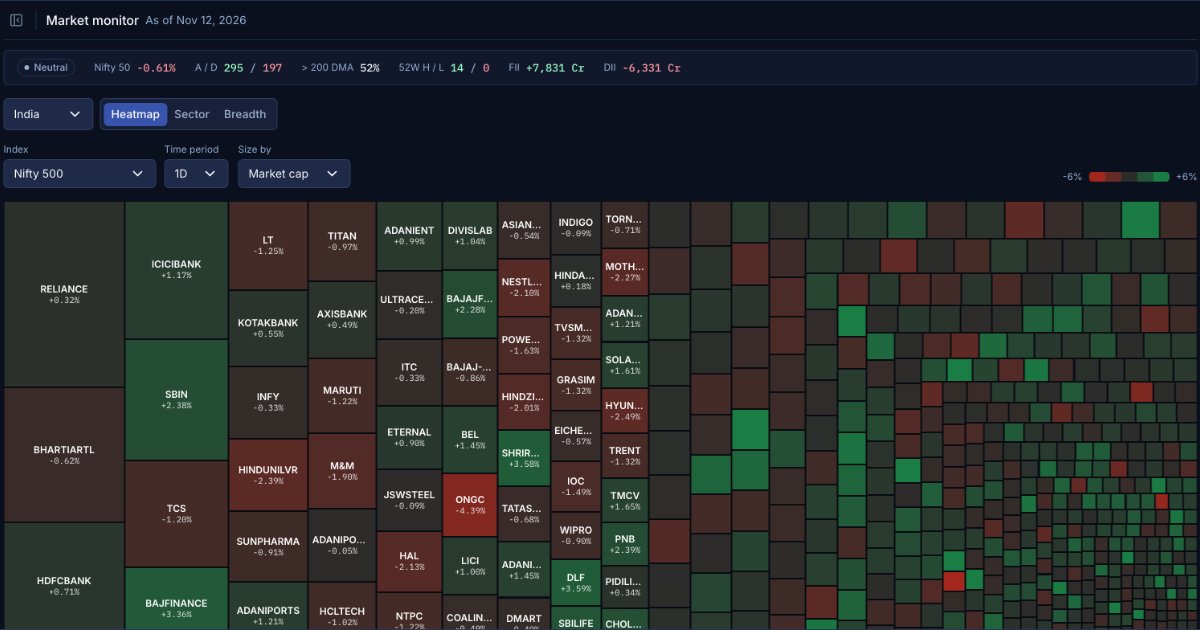 Market monitor As of Nov 12, 2026
Neutral Nifty 50 -0.61% A / D 295 / 197 > 200 DMA 52% 52W H / L 14 / 0 FII +7,831 Cr DII -6,331 Cr
India Heatmap Sector Breadth
Index Time period Size by
Nifty 500 1D Market cap
-6% +6%
RELIANCE
+0.32%
BHARTIARTL
-0.62%
HDFCBANK
+0.71%
ICICIBANK
+1.17%
SBIN
+2.38%
TCS
-1.20%
BAJFINANCE
+3.36%
LT
-1.25%
KOTAKBANK
+0.55%
INFY
-0.33%
HINDUNILVR
-2.39%
SUNPHARMA
-0.91%
ADANIPORTS
+1.21%
TITAN
-0.97%
AXISBANK
+0.49%
MARUTI
-1.22%
M&M
-1.90%
ADANIPO...
-0.05%
HCLTECH
-1.02%
ADANIENT
+0.99%
ULTRACE...
-0.20%
ITC
-0.33%
ETERNAL
+0.90%
JSWSTEEL
-0.09%
HAL
-2.13%
NTPC
-1.22%
DIVISLAB
+1.04%
BAJAJF...
+2.28%
BAJAJ-...
-0.86%
BEL
+1.45%
ONGC
-4.39%
LICI
+1.00%
COALIN...
ASIAN...
-0.54%
NESTL...
-2.10%
POWE...
-1.63%
HINDZI...
-2.01%
SHRIR...
+3.58%
TATAS...
-0.68%
ADANI...
+1.45%
DMART
INDIGO
-0.09%
HINDA...
+0.18%
TVSM...
-1.32%
GRASIM
-1.32%
EICHE...
-0.57%
IOC
-1.49%
WIPRO
-0.90%
DLF
+3.59%
SBILIFE
TORN...
-0.71%
MOTH...
-2.27%
ADAN...
+1.21%
SOLA...
+1.61%
HYUN...
-2.49%
TRENT
-1.32%
TMCV
+1.65%
PNB
+2.39%
PIDILI...
+0.34%
CHOL...